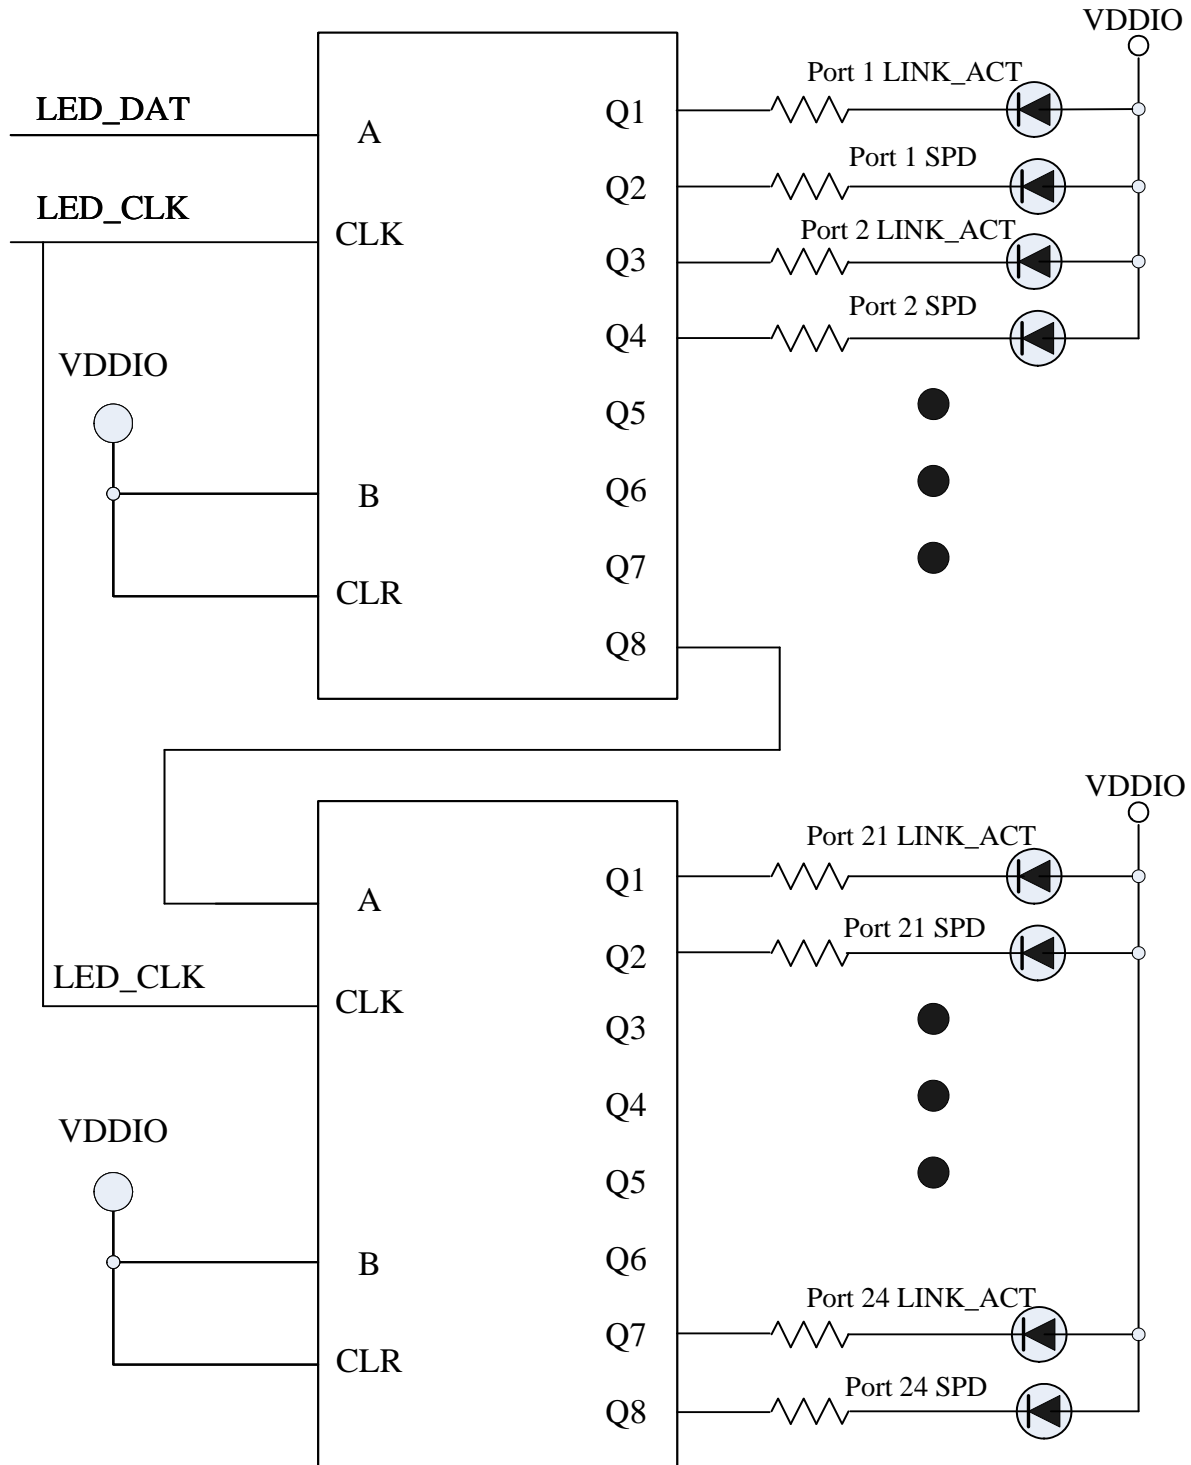 VDDIO
Port 1 LINK_ACT
LED_DAT
Q1
A
Port 1 SPD
Q2
LED_CLK
CLK
Port 2 LINK_ACT
Q3
Port 2 SPD
Q4
VDDIO
Q5
Q6
B
Q7
CLR
Q8
VDDIO
Port 21 LINK_ACT
Q1
A
Port 21 SPD
Q2
LED_CLK
CLK
Q3
Q4
VDDIO
Q5
Q6
B
Port 24 LINK_ACT
Q7
CLR
Port 24 SPD
Q8